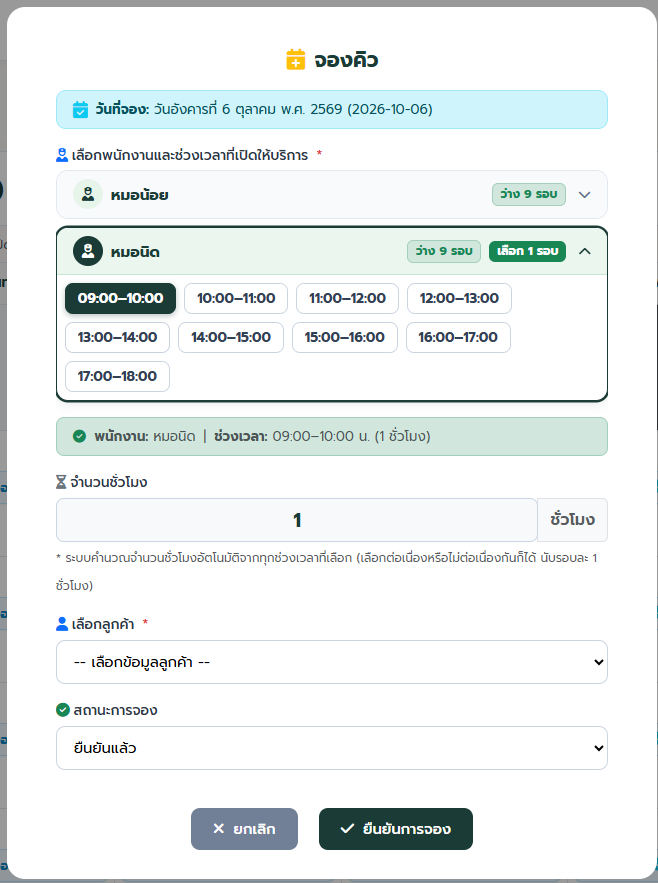 จองคิว
วันที่จอง: วันอังคารที่ 6 ตุลาคม พ.ศ. 2569 (2026-10-06)
เลือกพนักงานและช่วงเวลาที่เปิดให้บริการ *
หมอน้อย ว่าง 9 รอบ
หมอนิด ว่าง 9 รอบ เลือก 1 รอบ
09:00–10:00 10:00–11:00 11:00–12:00 12:00–13:00
13:00–14:00 14:00–15:00 15:00–16:00 16:00–17:00
17:00–18:00
พนักงาน: หมอนิด | ช่วงเวลา: 09:00–10:00 น. (1 ชั่วโมง)
จำนวนชั่วโมง
1 ชั่วโมง
* ระบบคำนวณจำนวนชั่วโมงอัตโนมัติจากทุกช่วงเวลาที่เลือก (เลือกต่อเนื่องหรือไม่ต่อเนื่องกันก็ได้ นับรอบละ 1
ชั่วโมง)
เลือกลูกค้า *
-- เลือกข้อมูลลูกค้า --
สถานะการจอง
ยืนยันแล้ว
ยกเลิก ยืนยันการจอง